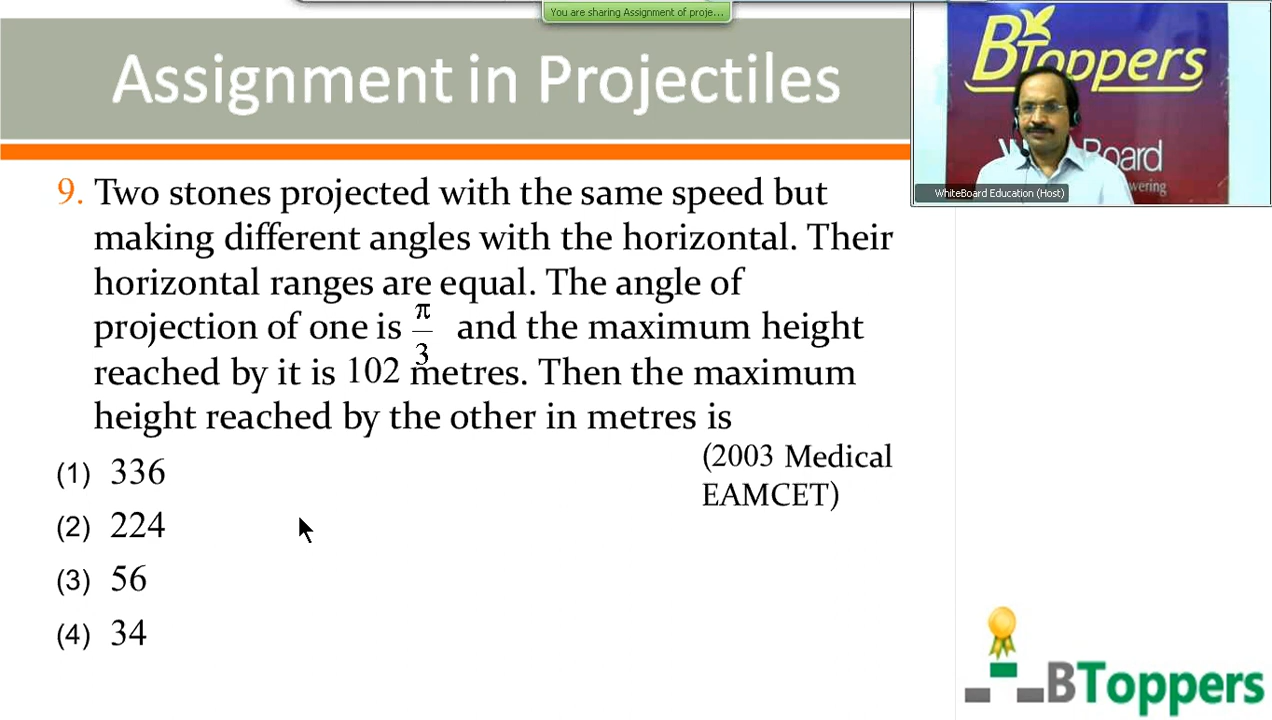 You are sharing Assignment of proje...
Assignment in Projectiles
BToppers
WhiteBoard Education (Host)
9. Two stones projected with the same speed but
making different angles with the horizontal. Their
horizontal ranges are equal. The angle of
projection of one is π/3 and the maximum height
reached by it is 102 metres. Then the maximum
height reached by the other in metres is
(2003 Medical
EAMCET)
(1) 336
(2) 224
(3) 56
(4) 34
BToppers